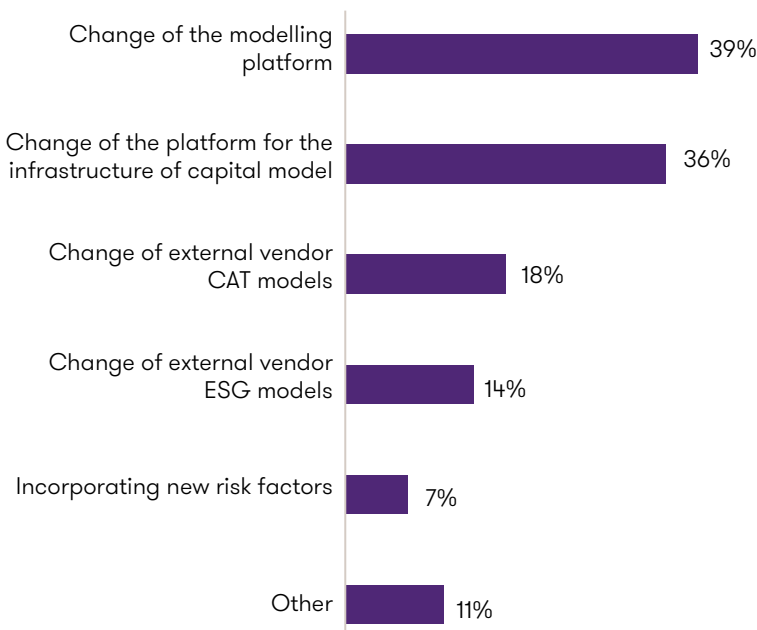 Change of the modelling
platform
39%
Change of the platform for the
infrastructure of capital model
36%
Change of external vendor
CAT models
18%
Change of external vendor
ESG models
14%
Incorporating new risk factors
7%
Other
11%